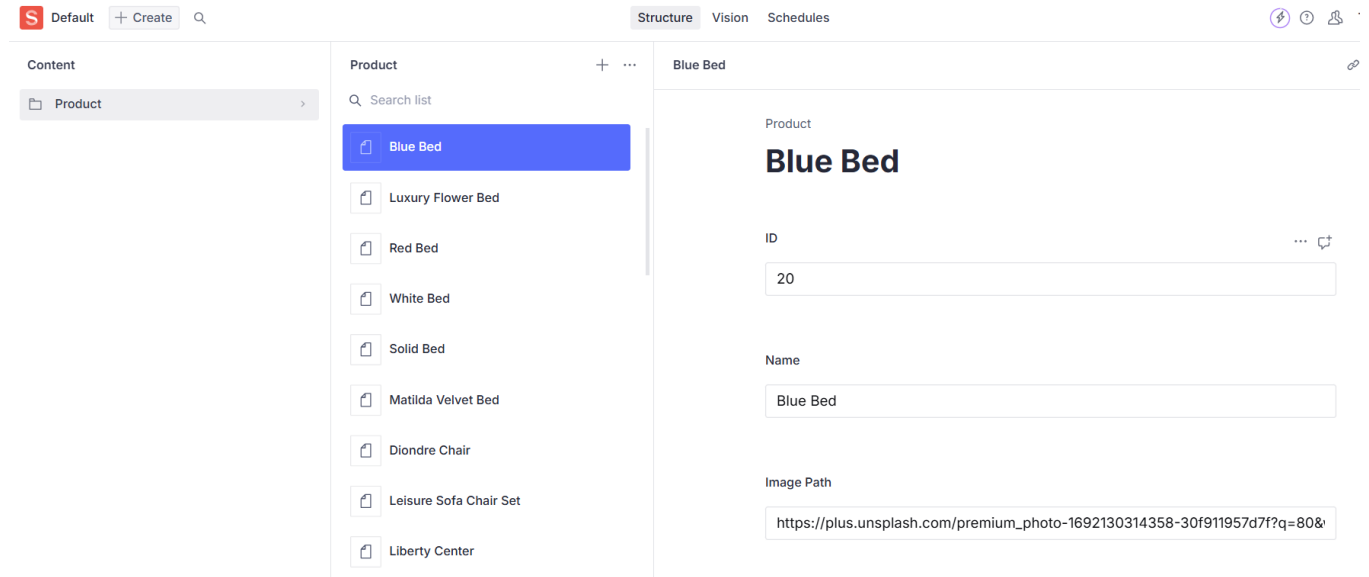 S Default + Create Structure Vision Schedules
Content
Product
Product
Search list
Blue Bed
Luxury Flower Bed
Red Bed
White Bed
Solid Bed
Matilda Velvet Bed
Diondre Chair
Leisure Sofa Chair Set
Liberty Center
Blue Bed
Product
Blue Bed
ID
20
Name
Blue Bed
Image Path
https://plus.unsplash.com/premium_photo-1692130314358-30f911957d7f?q=80&